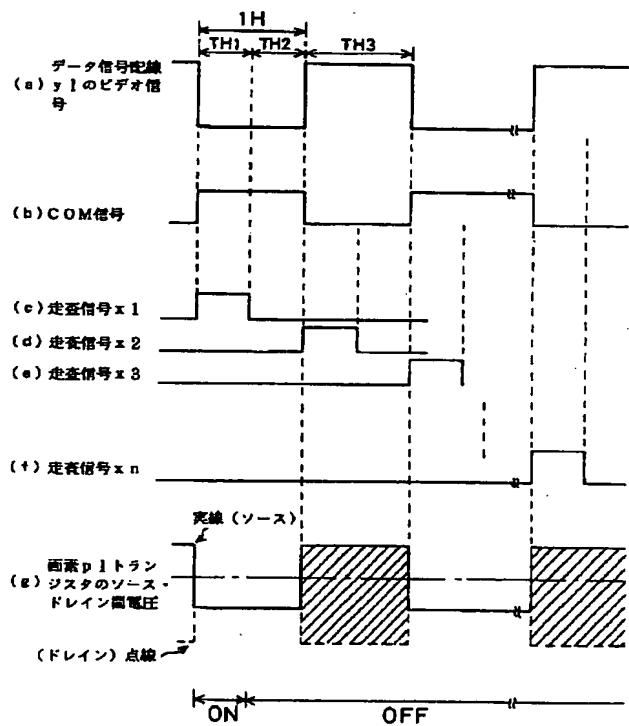 1H
TH1 TH2 TH3
データ信号配線
(a) y1のビデオ信
号
(b) COM信号
(c) 走査信号x1
(d) 走査信号x2
(e) 走査信号x3
(f) 走査信号xn
実線(ソース)
画素p1トラン
(g) ジスタのソース・
ドレイン間電圧
(ドレイン)点線
ON OFF